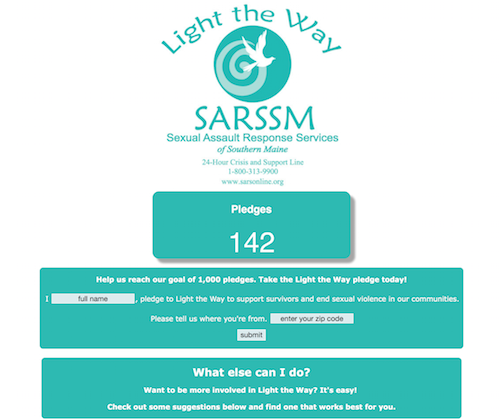 Light the Way
SARSSM
Sexual Assault Response Services
of Southern Maine
24-Hour Crisis and Support Line
1-800-313-9900
www.sarsonline.org
Pledges
142
Help us reach our goal of 1,000 pledges. Take the Light the Way pledge today!
I full name, pledge to Light the Way to support survivors and end sexual violence in our communities.
Please tell us where you're from. enter your zip code
submit
What else can I do?
Want to be more involved in Light the Way? It's easy!
Check out some suggestions below and find one that works best for you.